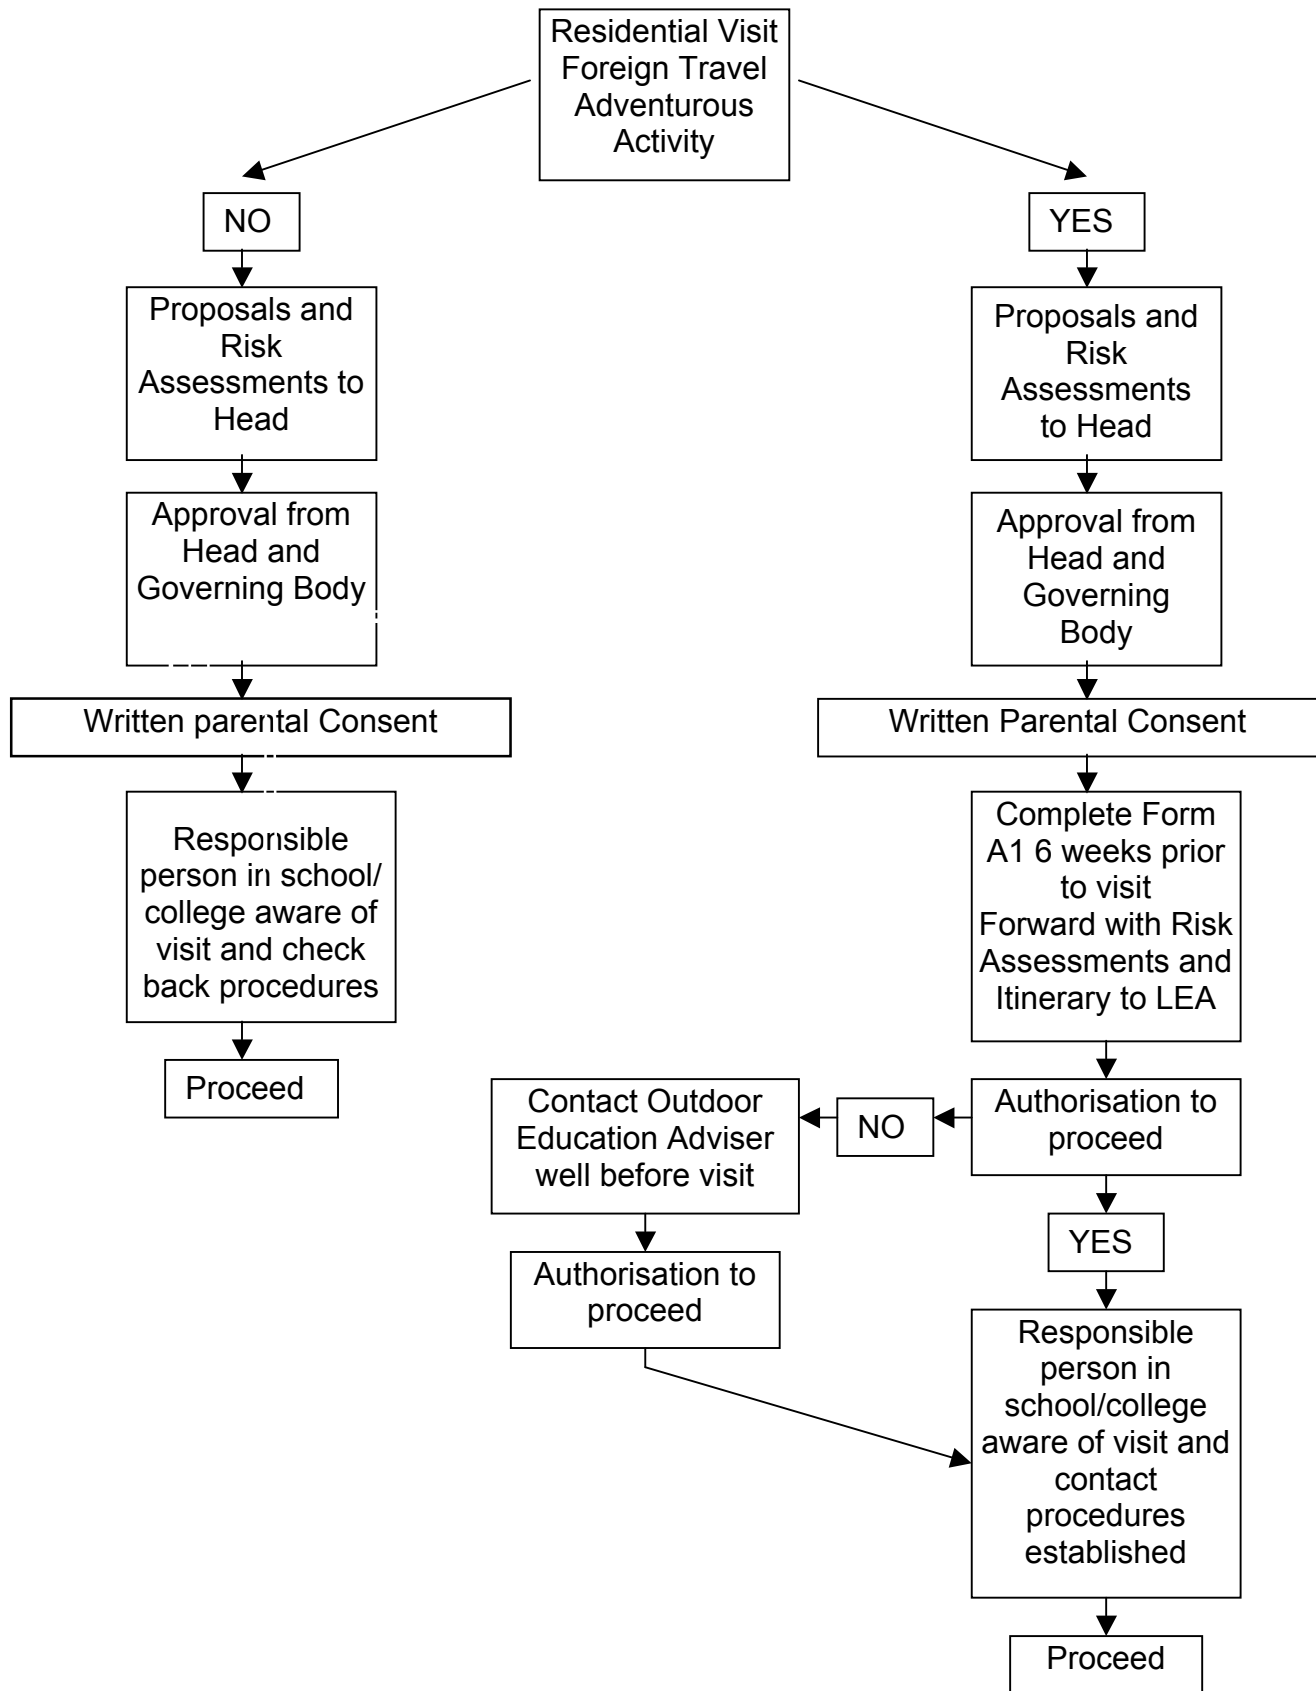 Residential Visit
Foreign Travel
Adventurous
Activity
NO
Proposals and
Risk
Assessments to
Head
Approval from
Head and
Governing Body
Written parental Consent
Responsible
person in school/
college aware of
visit and check
back procedures
Proceed
YES
Proposals and
Risk
Assessments
to Head
Approval from
Head and
Governing
Body
Written Parental Consent
Complete Form
A1 6 weeks prior
to visit
Forward with Risk
Assessments and
Itinerary to LEA
Authorisation to
proceed
NO
Contact Outdoor
Education Adviser
well before visit
Authorisation to
proceed
YES
Responsible
person in
school/college
aware of visit and
contact
procedures
established
Proceed